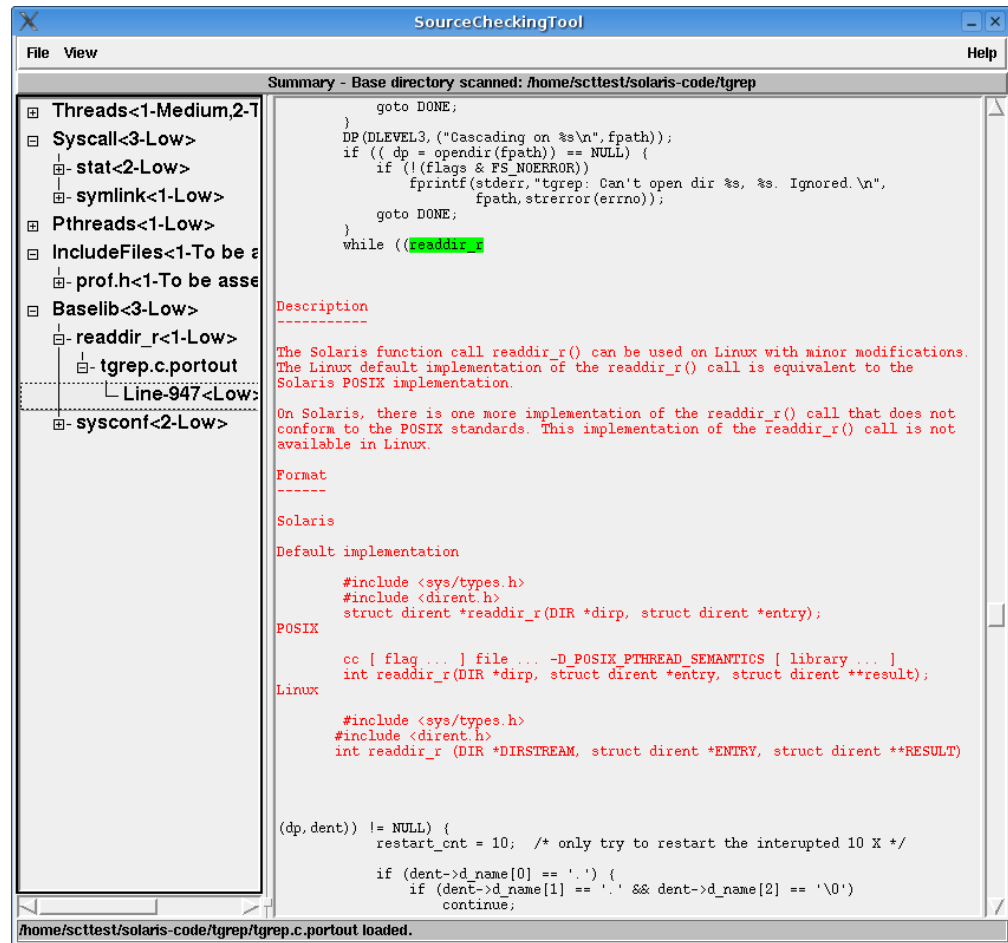 SourceCheckingTool
File View Help
Summary - Base directory scanned: /home/scttest/solaris-code/tgrep
Threads<1-Medium,2-T
Syscall<3-Low>
stat<2-Low>
symlink<1-Low>
Pthreads<1-Low>
IncludeFiles<1-To be a
prof.h<1-To be asse
Baselib<3-Low>
readdir_r<1-Low>
tgrep.c.portout
Line-947<Low>
sysconf<2-Low>
goto DONE;
}
DP(DLEVEL3, ("Cascading on %s\n",fpath));
if (( dp = opendir(fpath)) == NULL) {
if (!(flags & FS_NOERROR))
fprintf(stderr,"tgrep: Can't open dir %s, %s. Ignored.\n",
fpath,strerror(errno));
goto DONE;
}
while ((readdir_r
Description
-----------
The Solaris function call readdir_r() can be used on Linux with minor modifications.
The Linux default implementation of the readdir_r() call is equivalent to the
Solaris POSIX implementation.
On Solaris, there is one more implementation of the readdir_r() call that does not
conform to the POSIX standards. This implementation of the readdir_r() call is not
available in Linux.
Format
------
Solaris
Default implementation
#include <sys/types.h>
#include <dirent.h>
struct dirent *readdir_r(DIR *dirp, struct dirent *entry);
POSIX
cc [ flag ... ] file ... -D_POSIX_PTHREAD_SEMANTICS [ library ... ]
int readdir_r(DIR *dirp, struct dirent *entry, struct dirent **result);
Linux
#include <sys/types.h>
#include <dirent.h>
int readdir_r (DIR *DIRSTREAM, struct dirent *ENTRY, struct dirent **RESULT)
(dp,dent)) != NULL) {
restart_cnt = 10; /* only try to restart the interupted 10 X */
if (dent->d_name[0] == '.') {
if (dent->d_name[1] == '.' && dent->d_name[2] == '\0')
continue;
/home/scttest/solaris-code/tgrep/tgrep.c.portout loaded.